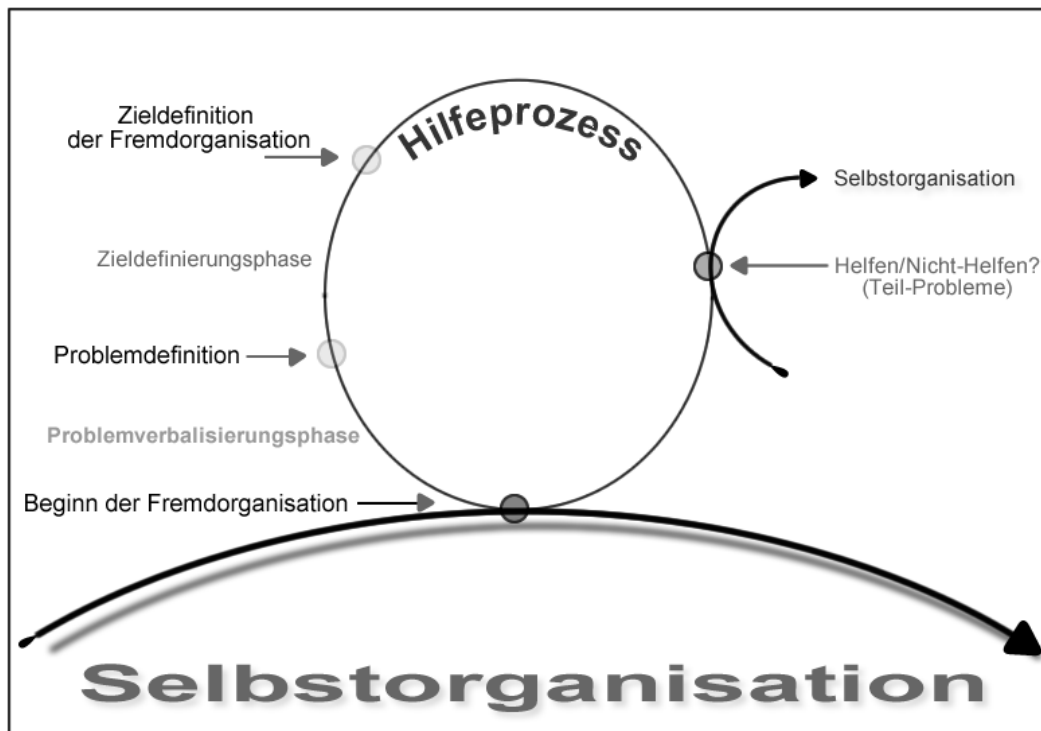 Hilfeprozess
Zieldefinition
der Fremdorganisation
Selbstorganisation
Zieldefinierungsphase
Helfen/Nicht-Helfen?
(Teil-Probleme)
Problemdefinition
Problemverbalisierungsphase
Beginn der Fremdorganisation
Selbstorganisation